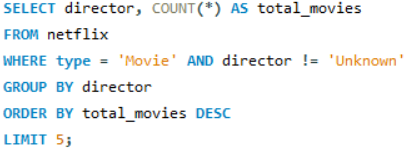 SELECT director, COUNT(*) AS total_movies
FROM netflix
WHERE type = 'Movie' AND director != 'Unknown'
GROUP BY director
ORDER BY total_movies DESC
LIMIT 5;